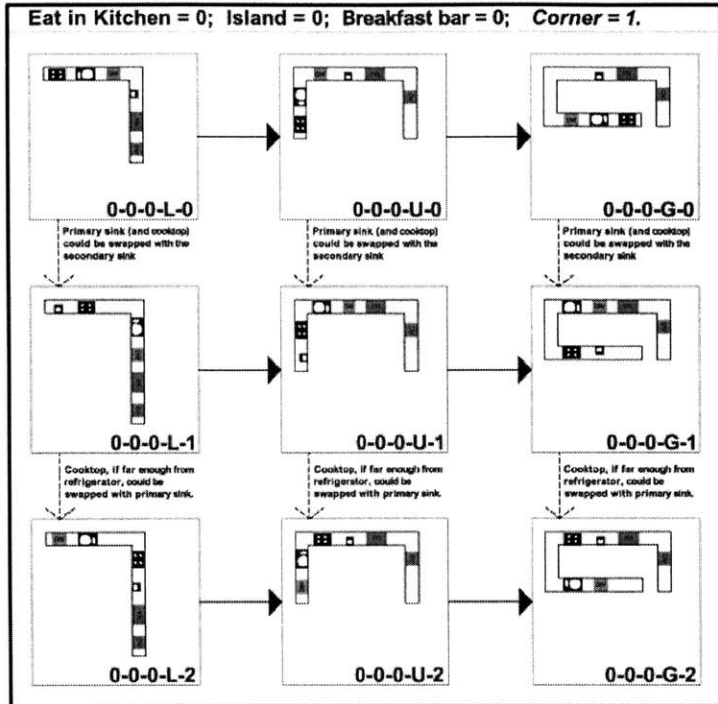 Eat in Kitchen = 0; Island = 0; Breakfast bar = 0; Corner = 1.
0-0-0-L-0
0-0-0-U-0
0-0-0-G-0
Primary sink (and cooktop)
could be swapped with the
secondary sink
Primary sink (and cooktop)
could be swapped with the
secondary sink
Primary sink (and cooktop)
could be swapped with the
secondary sink
0-0-0-L-1
0-0-0-U-1
0-0-0-G-1
Cooktop, if far enough from
refrigerator, could be
swapped with primary sink.
Cooktop, if far enough from
refrigerator, could be
swapped with primary sink.
Cooktop, if far enough from
refrigerator, could be
swapped with primary sink.
0-0-0-L-2
0-0-0-U-2
0-0-0-G-2